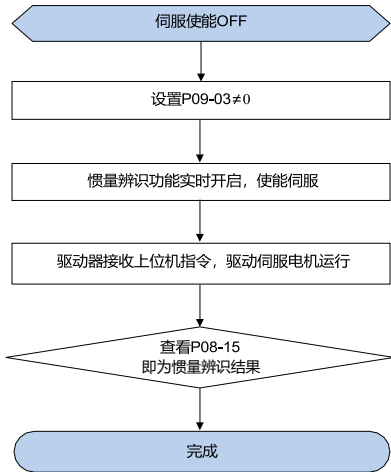 伺服使能OFF
设置P09-03≠0
惯量辨识功能实时开启，使能伺服
驱动器接收上位机指令，驱动伺服电机运行
查看P08-15
即为惯量辨识结果
完成